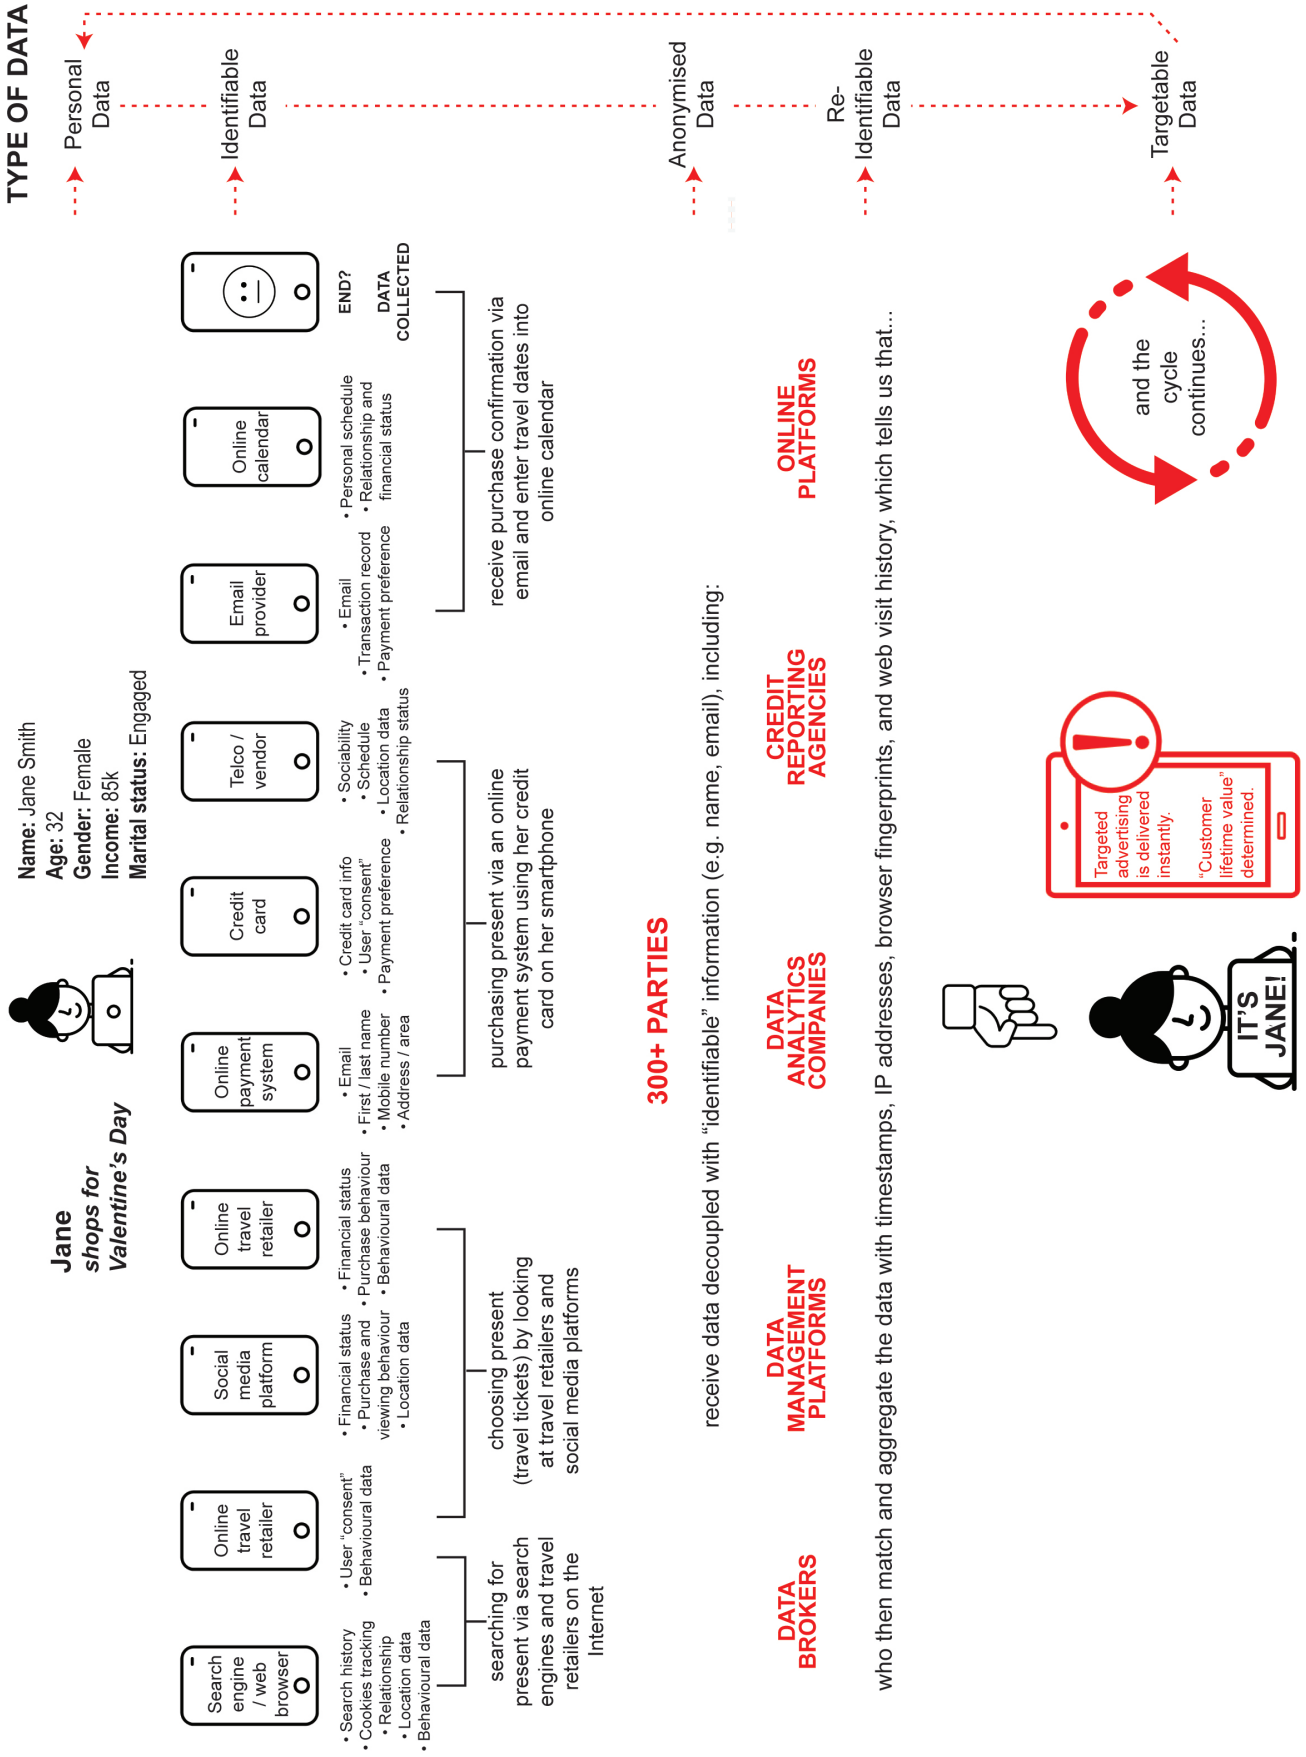 Jane
shops for
Valentine’s Day
Name: Jane Smith
Age: 32
Gender: Female
Income: 85k
Marital status: Engaged
TYPE OF DATA
Search
engine
/ web
browser
Online
travel
retailer
Social
media
platform
Online
travel
retailer
Online
payment
system
Credit
card
Telco /
vendor
Email
provider
Online
calendar
Personal
Data
Identifiable
Data
• Search history
• Cookies tracking
• Relationship
• Location data
• Behavioural data
• User “consent”
• Behavioural data
• Financial status
• Purchase and
viewing behaviour
• Location data
• Financial status
• Purchase behaviour
• Behavioural data
• Email
• First / last name
• Mobile number
• Address / area
• Credit card info
• User “consent”
• Payment preference
• Sociability
• Schedule
• Location data
• Relationship status
• Email
• Transaction record
• Payment preference
• Personal schedule
• Relationship and
financial status
END?
DATA
COLLECTED
searching for
present via search
engines and travel
retailers on the
Internet
choosing present
(travel tickets) by looking
at travel retailers and
social media platforms
purchasing present via an online
payment system using her credit
card on her smartphone
receive purchase confirmation via
email and enter travel dates into
online calendar
300+ PARTIES
receive data decoupled with “identifiable” information (e.g. name, email), including:
Anonymised
Data
DATA
BROKERS
DATA
MANAGEMENT
PLATFORMS
DATA
ANALYTICS
COMPANIES
CREDIT
REPORTING
AGENCIES
ONLINE
PLATFORMS
who then match and aggregate the data with timestamps, IP addresses, browser fingerprints, and web visit history, which tells us that...
Re-
Identifiable
Data
IT’S
JANE!
Targeted
advertising
is delivered
instantly.
“Customer
lifetime value”
determined.
and the
cycle
continues...
Targetable
Data